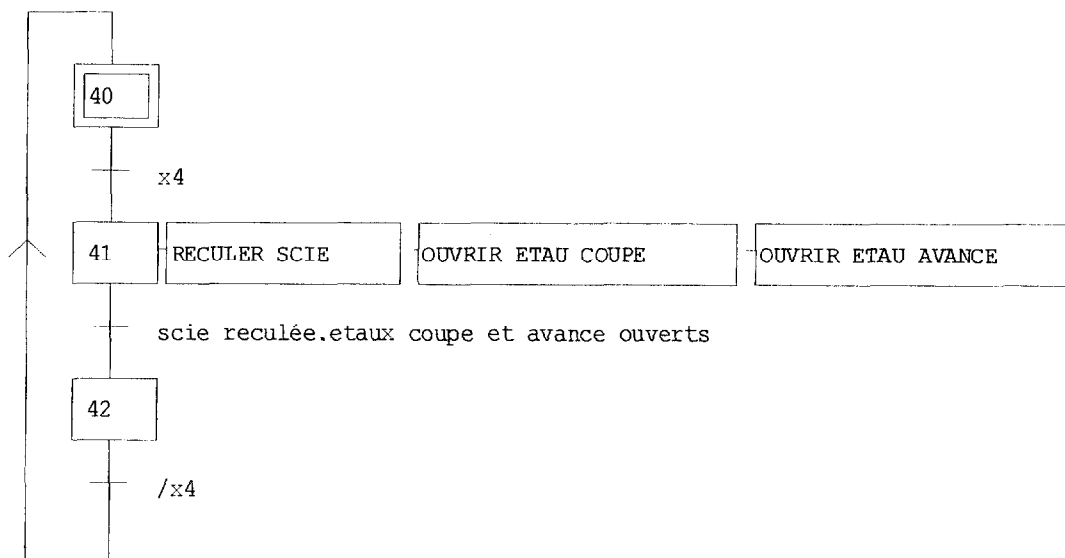 40
x4
41 RECULER SCIE OUVRIR ETAU COUPE OUVRIR ETAU AVANCE
scie reculée.etaux coupe et avance ouverts
42
/x4